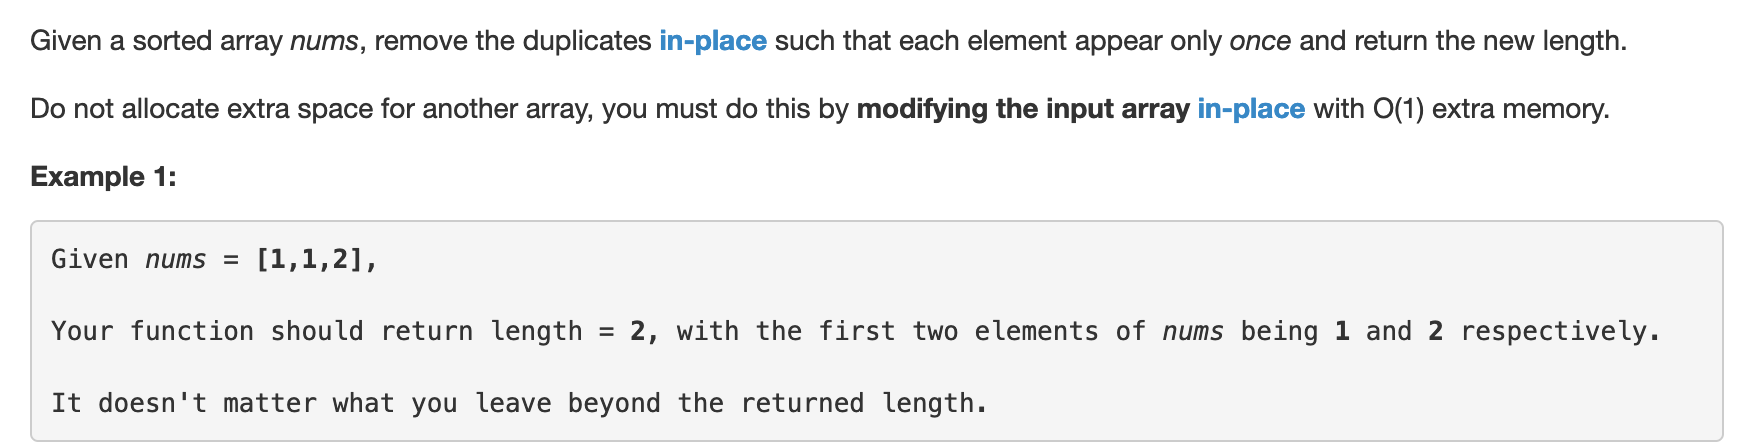 Given a sorted array nums, remove the duplicates in-place such that each element appear only once and return the new length.
Do not allocate extra space for another array, you must do this by modifying the input array in-place with O(1) extra memory.
Example 1:
Given nums = [1,1,2],
Your function should return length = 2, with the first two elements of nums being 1 and 2 respectively.
It doesn't matter what you leave beyond the returned length.